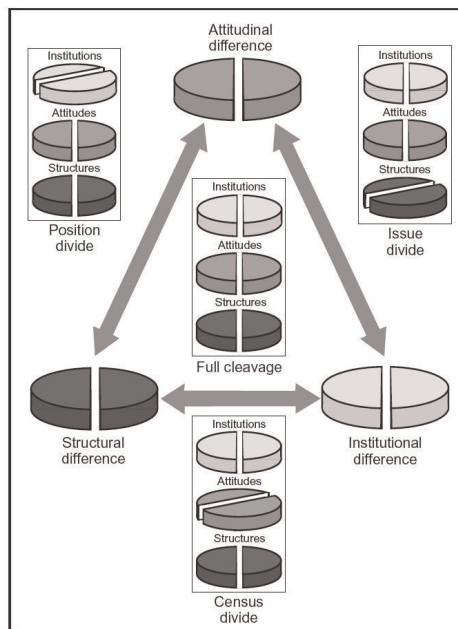 Attitudinal
difference
Institutions
Attitudes
Structures
Position
divide
Institutions
Attitudes
Structures
Issue
divide
Institutions
Attitudes
Structures
Full cleavage
Structural
difference
Institutional
difference
Institutions
Attitudes
Structures
Census
divide